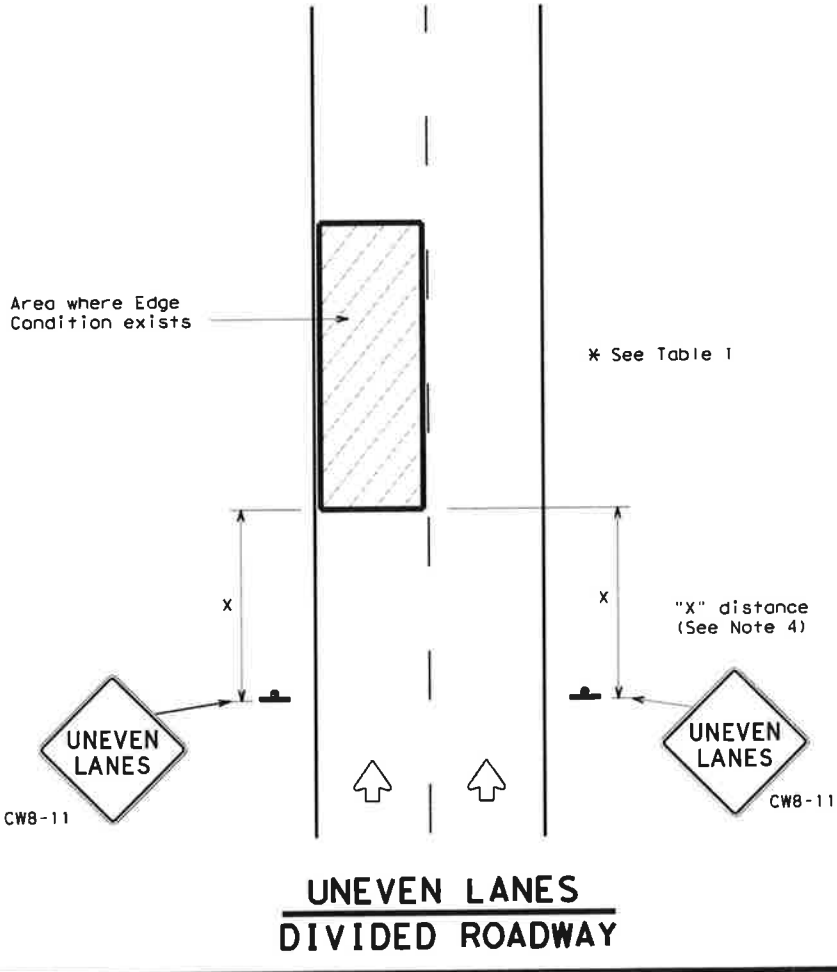 Area where Edge
Condition exists
* See Table 1
X
X
"X" distance
(See Note 4)
UNEVEN
LANES
CW8-11
UNEVEN
LANES
CW8-11
UNEVEN LANES
DIVIDED ROADWAY